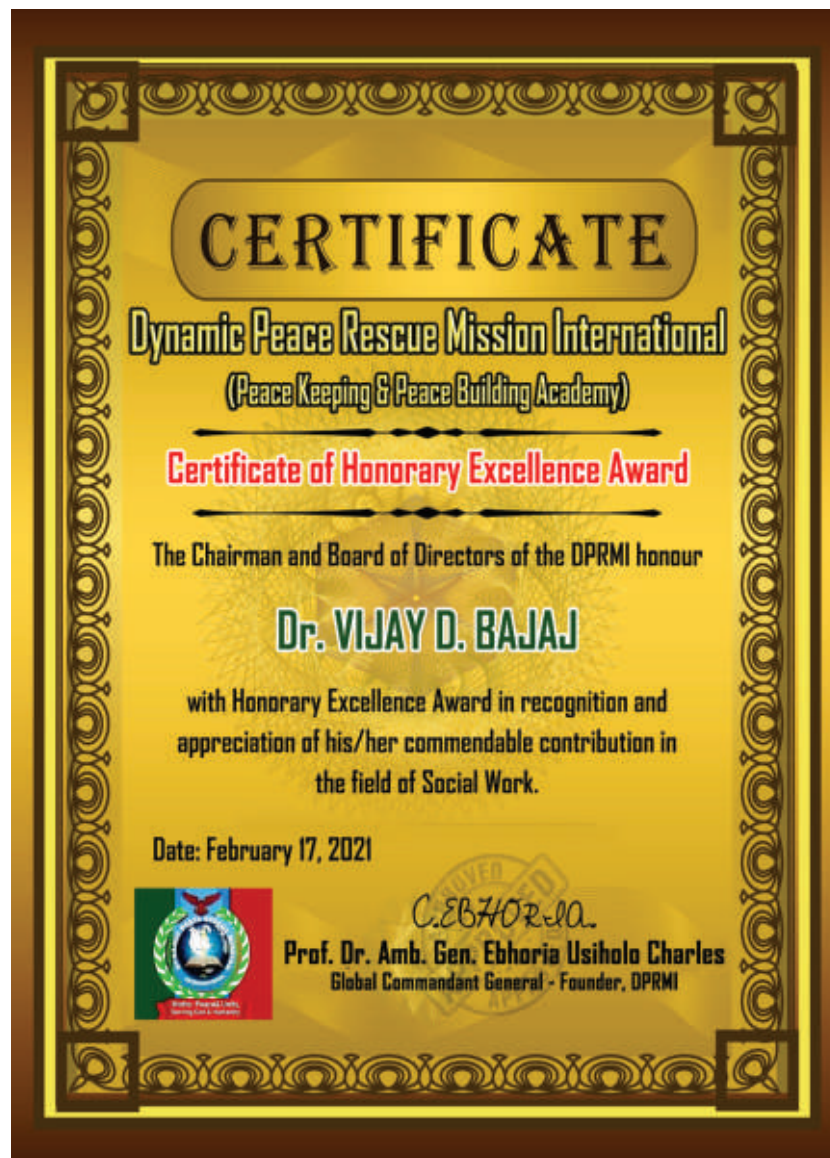 CERTIFICATE
Dynamic Peace Rescue Mission International
(Peace Keeping & Peace Building Academy)
Certificate of Honorary Excellence Award
The Chairman and Board of Directors of the DPRMI honour
Dr. VIJAY D. BAJAJ
with Honorary Excellence Award in recognition and
appreciation of his/her commendable contribution in
the field of Social Work.
Date: February 17, 2021
C.EBHORIA.
Prof. Dr. Amb. Gen. Ebhoria Usiholo Charles
Global Commandant General - Founder, DPRMI